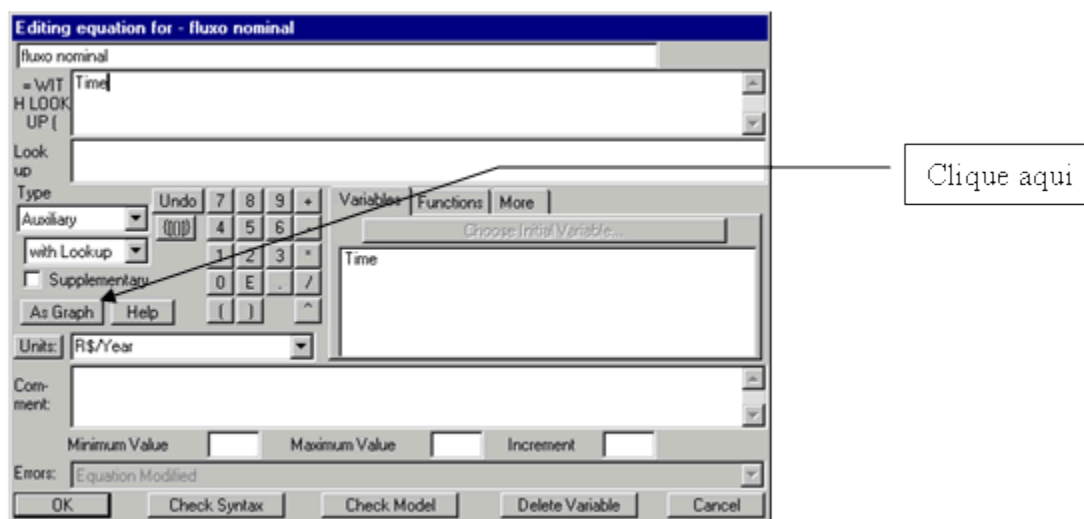 Editing equation for - fluxo nominal
fluxo nominal
= WIT
H LOOK
UP (
Time
Look
up
Type
Undo 7 8 9 +
Variables Functions More
Auxiliary
{[()]} 4 5 6 -
Choose Initial Variable...
with Lookup
1 2 3 *
Time
Supplementary
0 E . /
As Graph Help
( ) ^
Units: R$/Year
Com-
ment:
Minimum Value Maximum Value Increment
Errors: Equation Modified
OK Check Syntax Check Model Delete Variable Cancel
Clique aqui